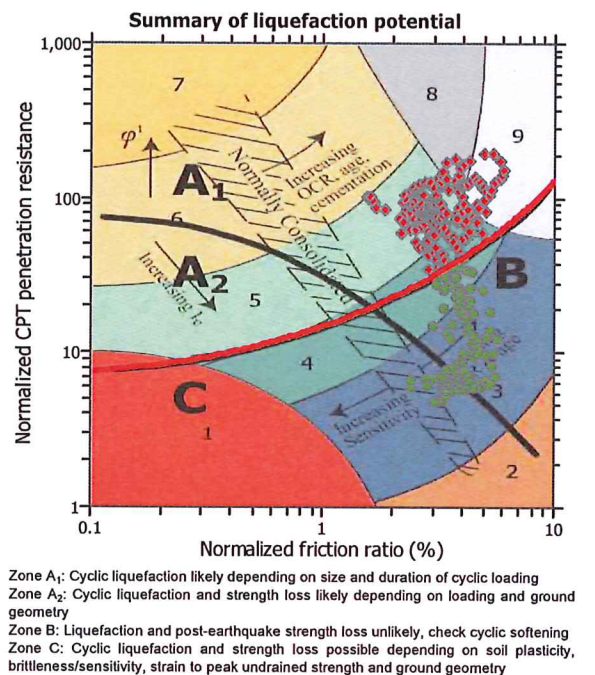 Summary of liquefaction potential
Normalized CPT penetration resistance
1,000
100
10
1
7
8
9
φ'
A1
Normally Consolidated
Increasing
OCR, age,
cementation
6
A2
Increasing Ic
5
B
4
1
age
3
C
1
Increasing
Sensitivity
2
0.1
1
10
Normalized friction ratio (%)
Zone A1: Cyclic liquefaction likely depending on size and duration of cyclic loading
Zone A2: Cyclic liquefaction and strength loss likely depending on loading and ground
geometry
Zone B: Liquefaction and post-earthquake strength loss unlikely, check cyclic softening
Zone C: Cyclic liquefaction and strength loss possible depending on soil plasticity,
brittleness/sensitivity, strain to peak undrained strength and ground geometry